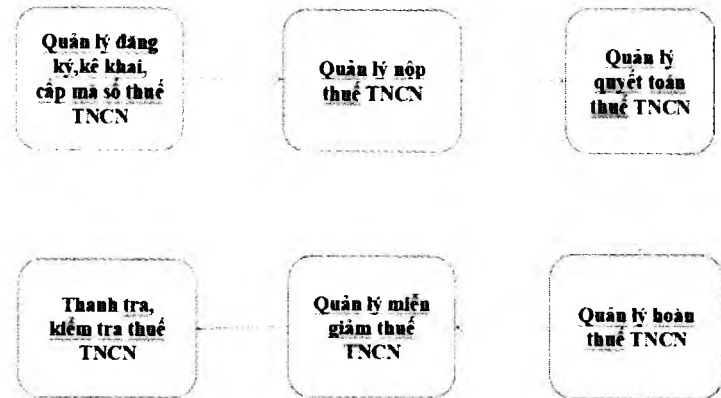 Quản lý đăng
ký,kê khai,
cấp mã số thuế
TNCN
Quản lý nộp
thuế TNCN
Quản lý
quyết toán
thuế TNCN
Thanh tra,
kiểm tra thuế
TNCN
Quản lý miễn
giảm thuế
TNCN
Quản lý hoàn
thuế TNCN